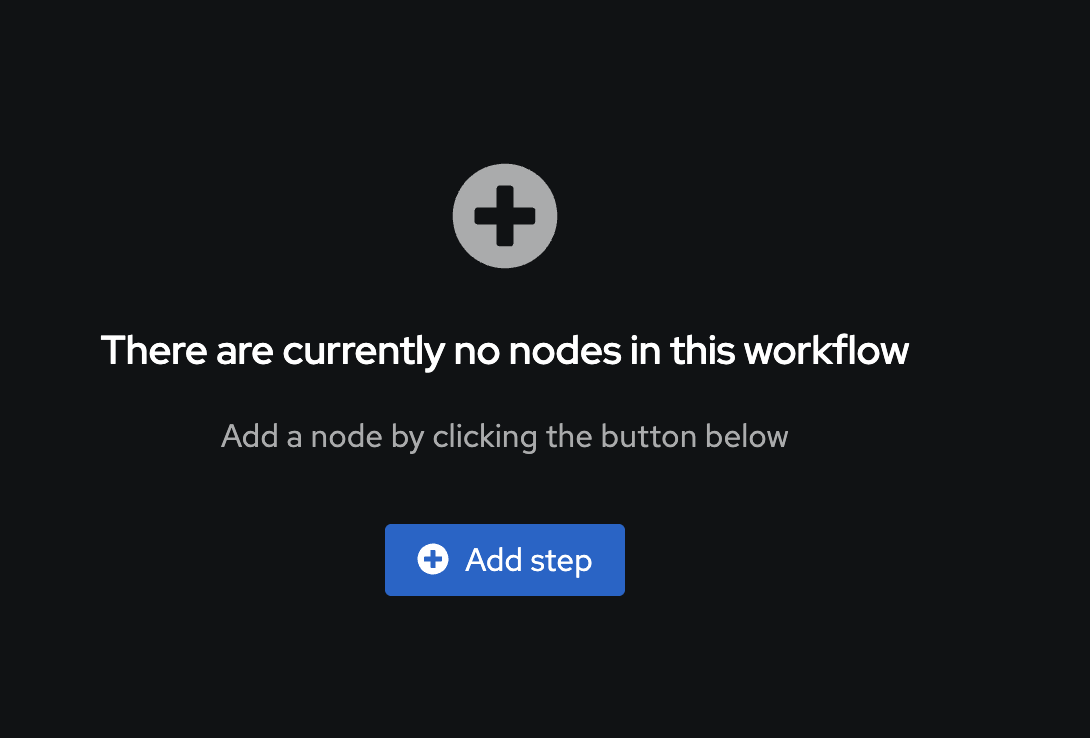 There are currently no nodes in this workflow
Add a node by clicking the button below
Add step